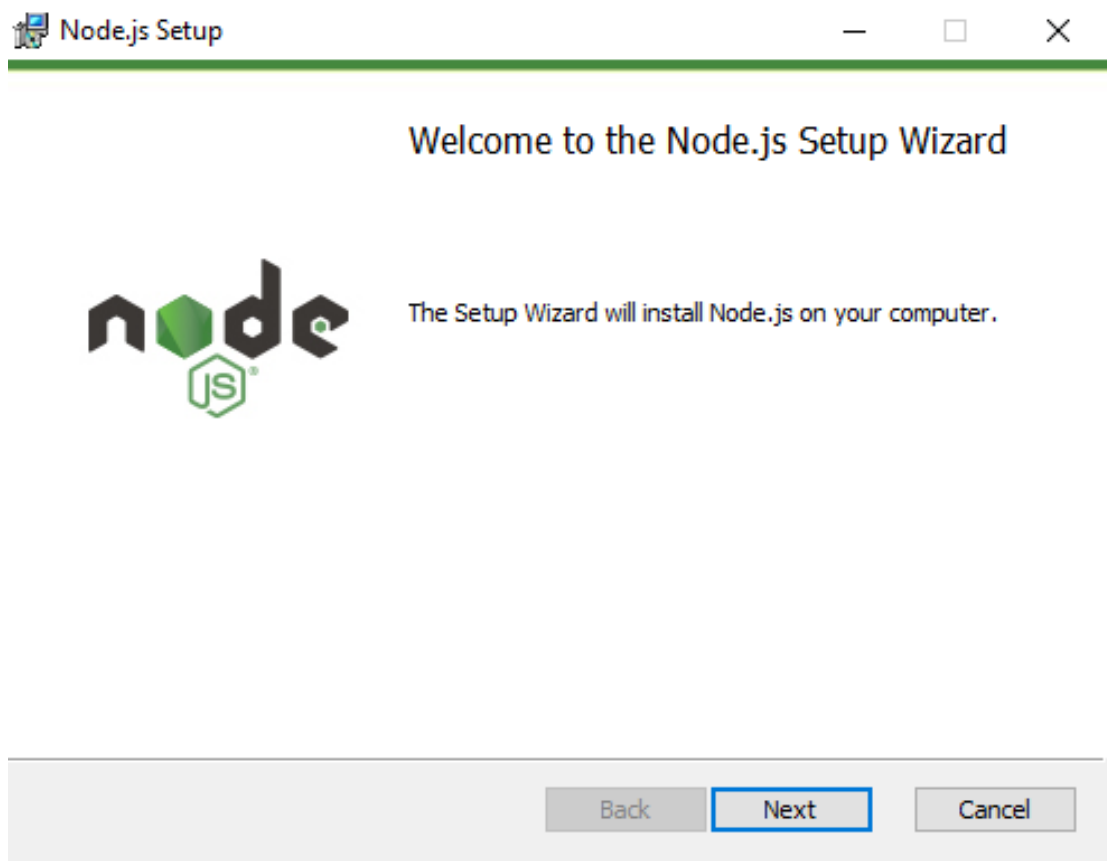 Node.js Setup
Welcome to the Node.js Setup Wizard
node
JS®
The Setup Wizard will install Node.js on your computer.
Back Next Cancel